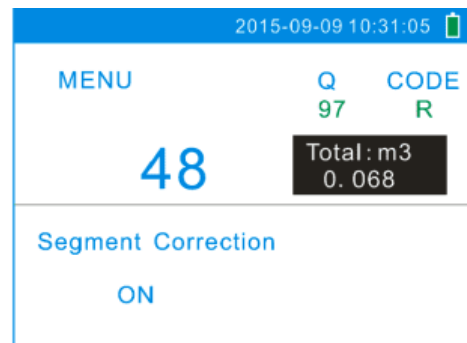 2015-09-09 10:31:05
MENU Q CODE
97 R
48 Total:m3
0.068
Segment Correction
ON